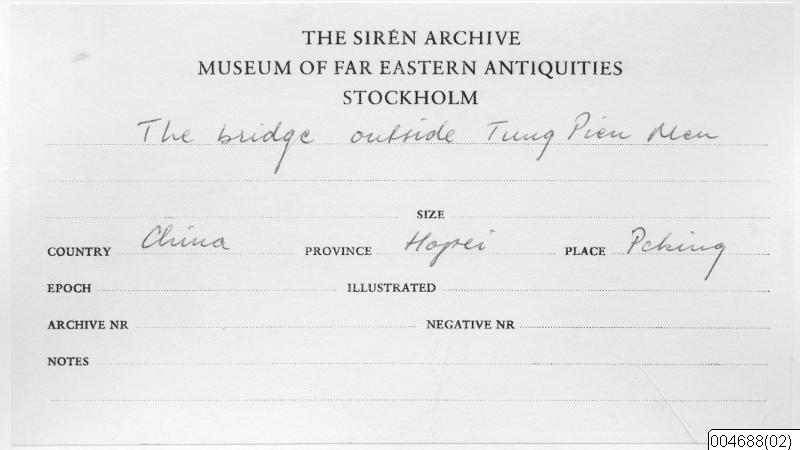 THE SIRÉN ARCHIVE
MUSEUM OF FAR EASTERN ANTIQUITIES
STOCKHOLM
The bridge outside Tung Pien Men
SIZE
COUNTRY China PROVINCE Hopei PLACE Peking
EPOCH ILLUSTRATED
ARCHIVE NR NEGATIVE NR
NOTES
004688(02)